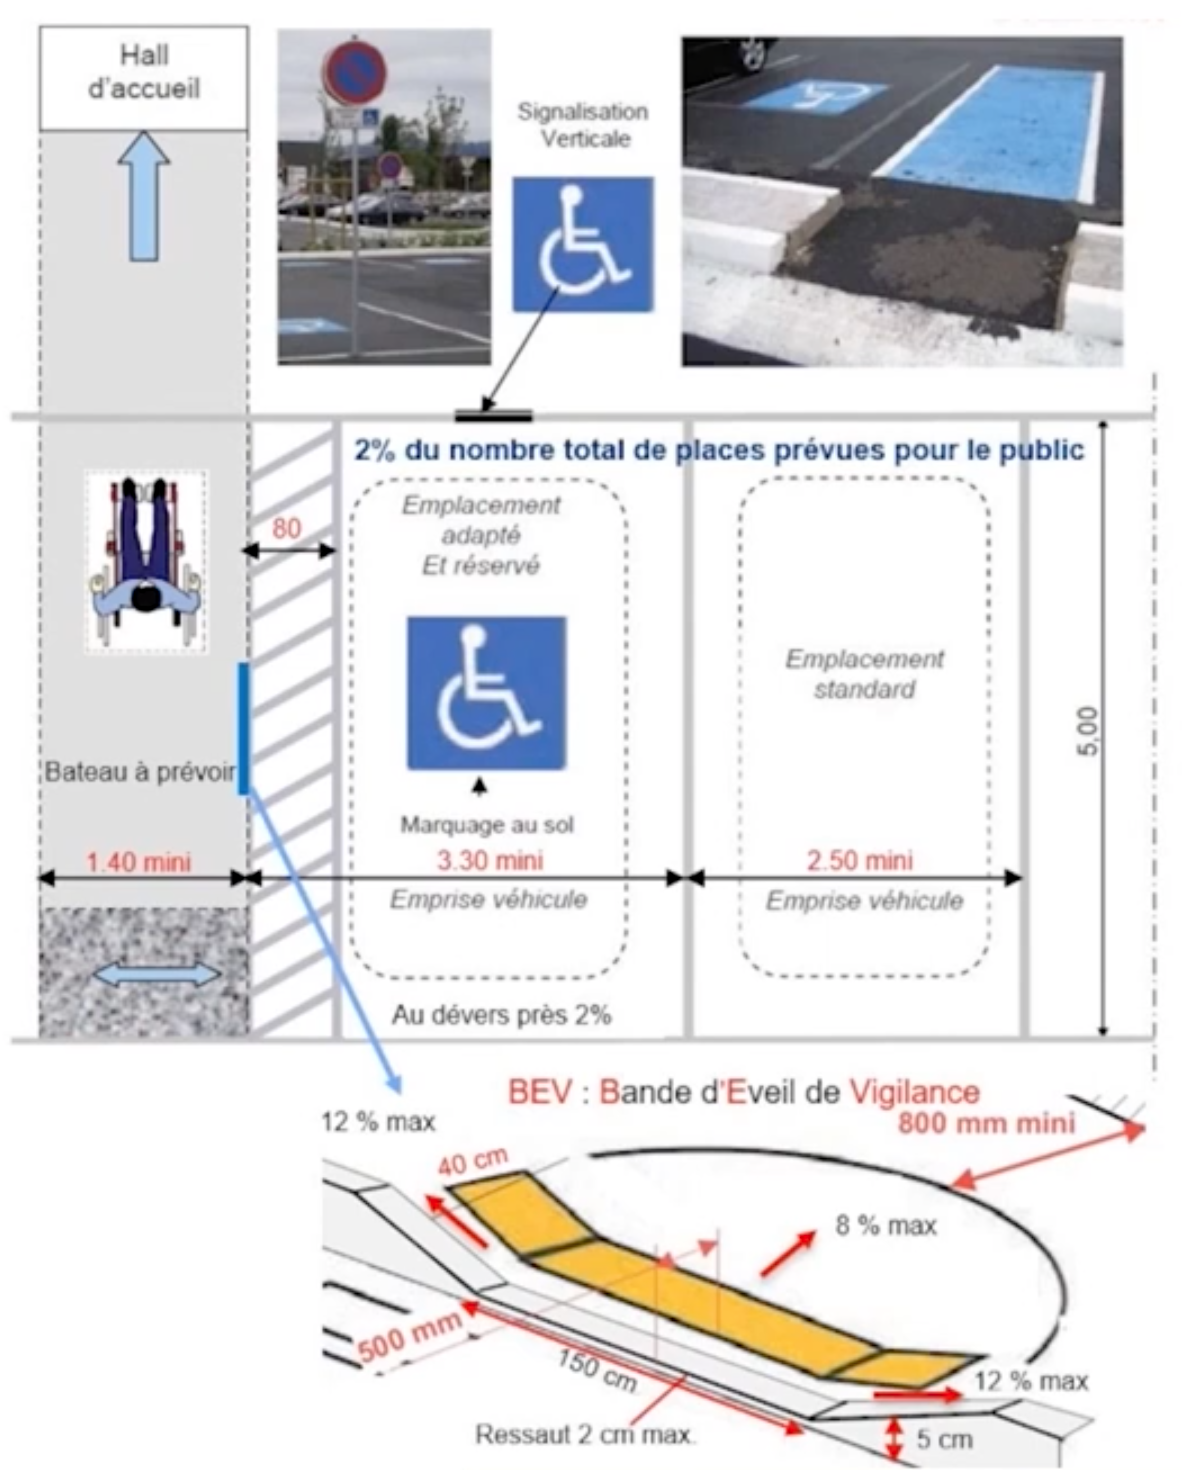 Hall
d'accueil
Signalisation
Verticale
2% du nombre total de places prévues pour le public
Emplacement
adapté
Et réservé
80
Emplacement
standard
5,00
Bateau à prévoir
Marquage au sol
1.40 mini
3.30 mini
2.50 mini
Emprise véhicule
Emprise véhicule
Au dévers près 2%
BEV : Bande d'Eveil de Vigilance
12 % max
800 mm mini
40 cm
8 % max
500 mm
150 cm
12 % max
Ressaut 2 cm max.
5 cm